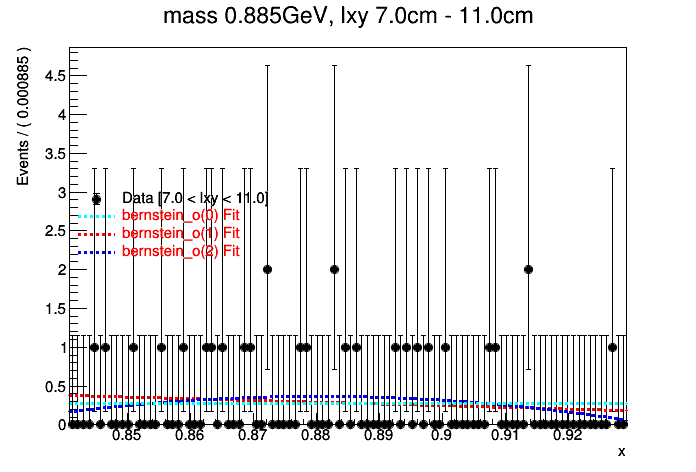 mass 0.885GeV, lxy 7.0cm - 11.0cm
Events / ( 0.000885 )
4.5
4
3.5
3
2.5
2
1.5
1
0.5
0
Data [7.0 < lxy < 11.0]
bernstein_o(0) Fit
bernstein_o(1) Fit
bernstein_o(2) Fit
0.85
0.86
0.87
0.88
0.89
0.9
0.91
0.92
x